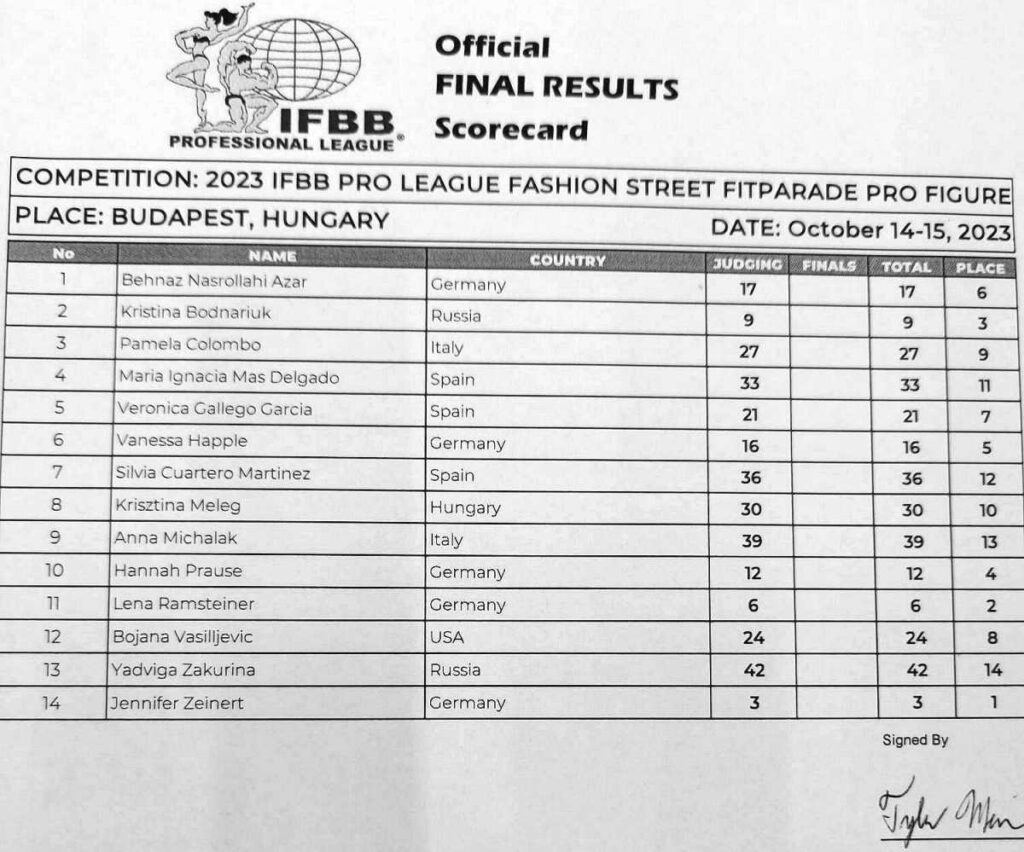 Official
FINAL RESULTS
Scorecard
IFBB
PROFESSIONAL LEAGUE®
COMPETITION: 2023 IFBB PRO LEAGUE FASHION STREET FITPARADE PRO FIGURE
PLACE: BUDAPEST, HUNGARY DATE: October 14-15, 2023
No NAME COUNTRY JUDGING FINALS TOTAL PLACE
1 Behnaz Nasrollahi Azar Germany 17 17 6
2 Kristina Bodnariuk Russia 9 9 3
3 Pamela Colombo Italy 27 27 9
4 Maria Ignacia Mas Delgado Spain 33 33 11
5 Veronica Gallego Garcia Spain 21 21 7
6 Vanessa Happle Germany 16 16 5
7 Silvia Cuartero Martinez Spain 36 36 12
8 Krisztina Meleg Hungary 30 30 10
9 Anna Michalak Italy 39 39 13
10 Hannah Prause Germany 12 12 4
11 Lena Ramsteiner Germany 6 6 2
12 Bojana Vasilljevic USA 24 24 8
13 Yadviga Zakurina Russia 42 42 14
14 Jennifer Zeinert Germany 3 3 1
Signed By
Tyler